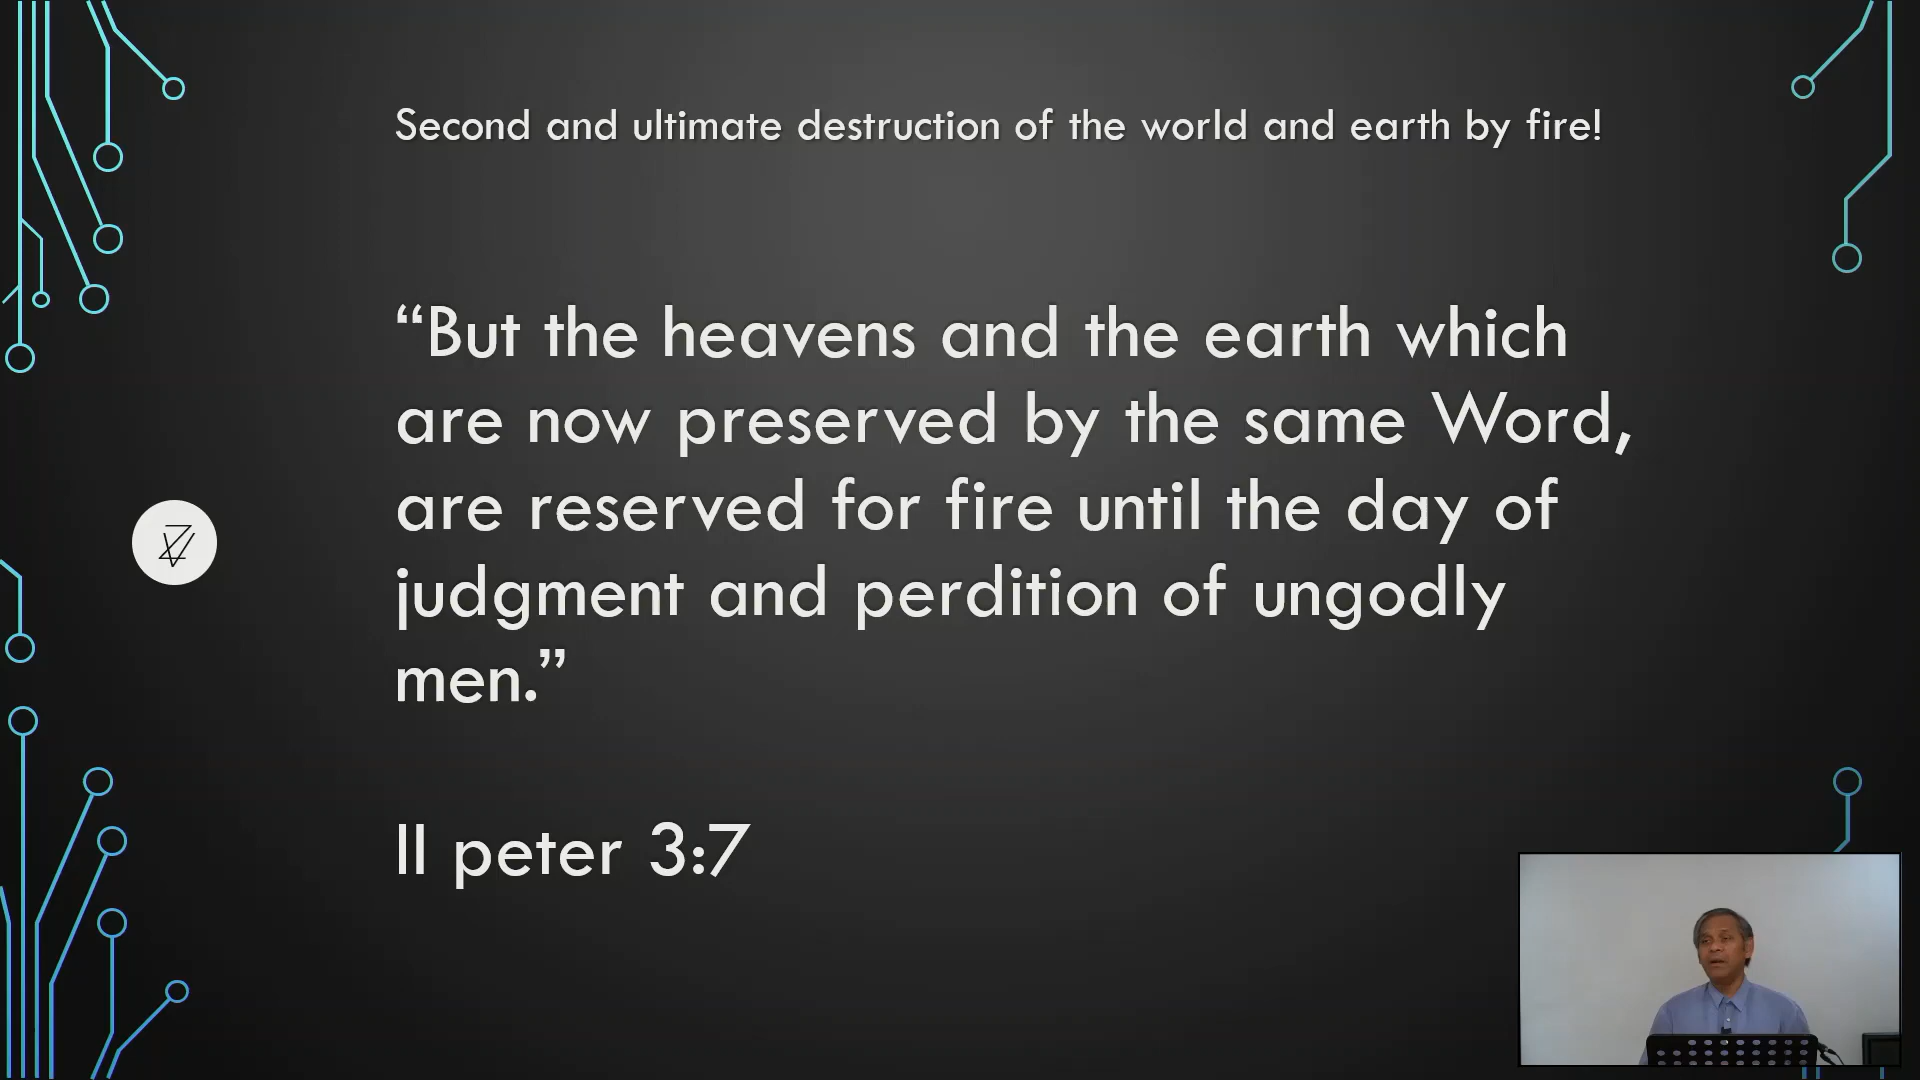 Second and ultimate destruction of the world and earth by fire!
“But the heavens and the earth which
are now preserved by the same Word,
are reserved for fire until the day of
judgment and perdition of ungodly
men.”
II peter 3:7